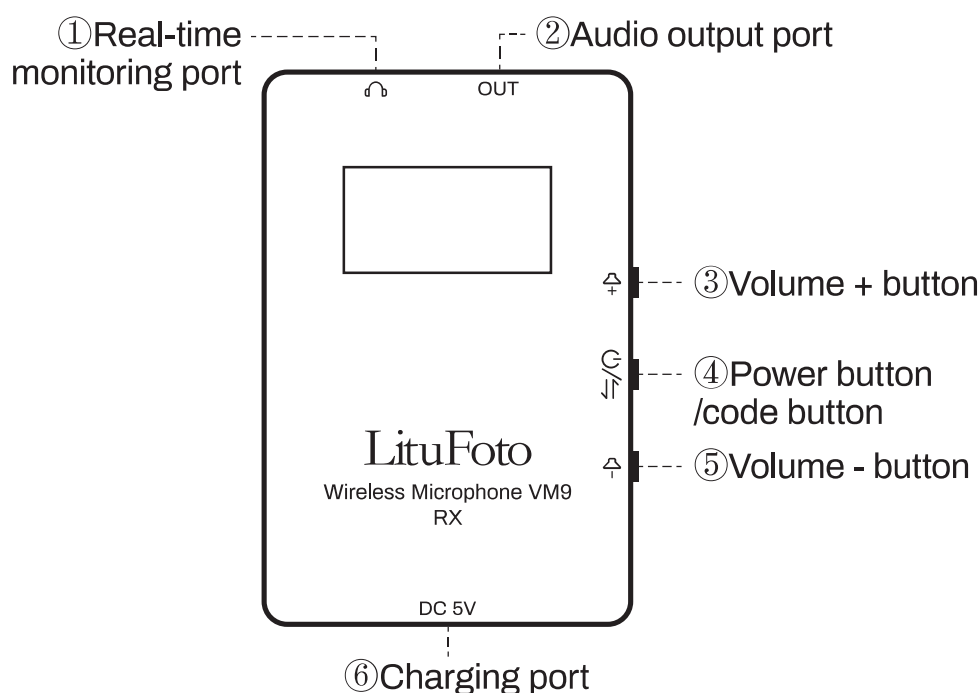 ①Real-time
monitoring port
②Audio output port
OUT
③Volume + button
④Power button
/code button
⑤Volume - button
LituFoto
Wireless Microphone VM9
RX
DC 5V
⑥Charging port